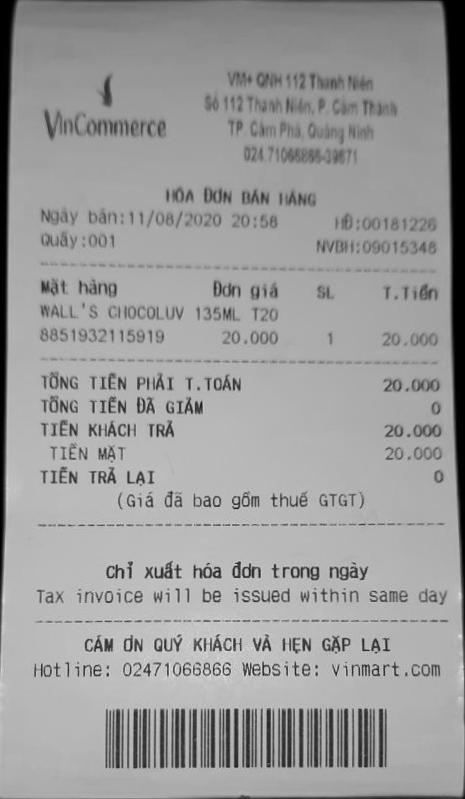 VinCommerce
VM+ QNH 112 Thanh Niên
Số 112 Thanh Niên, P. Cẩm Thành
TP. Cẩm Phả, Quảng Ninh
024.71066866-39671
HÓA ĐƠN BÁN HÀNG
Ngày bán:11/08/2020 20:58 HĐ:00181226
Quầy:001 NVBH:09015348
Mặt hàng Đơn giá SL T.Tiền
WALL'S CHOCOLUV 135ML T20
8851932115919 20.000 1 20.000
TỔNG TIỀN PHẢI T.TOÁN 20.000
TỔNG TIỀN ĐÃ GIẢM 0
TIỀN KHÁCH TRẢ 20.000
TIỀN MẶT 20.000
TIỀN TRẢ LẠI 0
(Giá đã bao gồm thuế GTGT)
Chỉ xuất hóa đơn trong ngày
Tax invoice will be issued within same day
CẢM ƠN QUÝ KHÁCH VÀ HẸN GẶP LẠI
Hotline: 02471066866 Website: vinmart.com